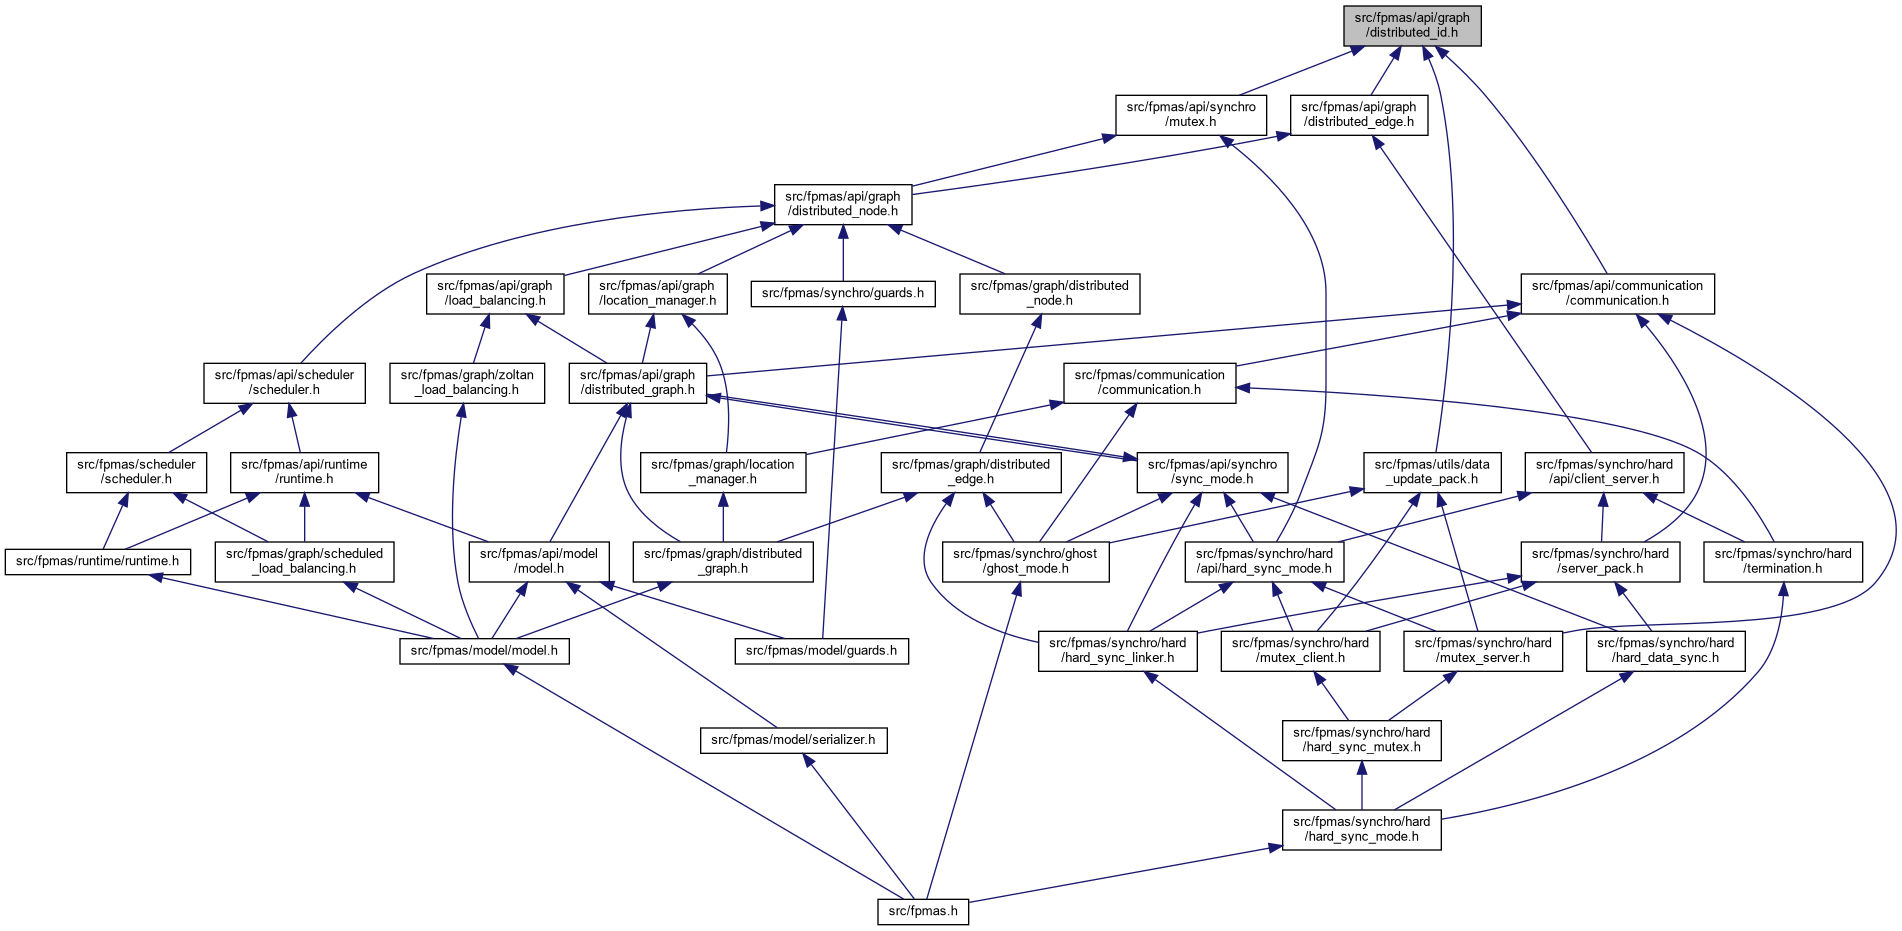 src/fpmas/api/graph
/distributed_id.h
src/fpmas/api/synchro
/mutex.h
src/fpmas/api/graph
/distributed_edge.h
src/fpmas/api/graph
/distributed_node.h
src/fpmas/api/graph
/load_balancing.h
src/fpmas/api/graph
/location_manager.h
src/fpmas/synchro/guards.h
src/fpmas/graph/distributed
_node.h
src/fpmas/api/communication
/communication.h
src/fpmas/api/scheduler
/scheduler.h
src/fpmas/graph/zoltan
_load_balancing.h
src/fpmas/api/graph
/distributed_graph.h
src/fpmas/communication
/communication.h
src/fpmas/scheduler
/scheduler.h
src/fpmas/api/runtime
/runtime.h
src/fpmas/graph/location
_manager.h
src/fpmas/graph/distributed
_edge.h
src/fpmas/api/synchro
/sync_mode.h
src/fpmas/utils/data
_update_pack.h
src/fpmas/synchro/hard
/api/client_server.h
src/fpmas/runtime/runtime.h
src/fpmas/graph/scheduled
_load_balancing.h
src/fpmas/api/model
/model.h
src/fpmas/graph/distributed
_graph.h
src/fpmas/synchro/ghost
/ghost_mode.h
src/fpmas/synchro/hard
/api/hard_sync_mode.h
src/fpmas/synchro/hard
/server_pack.h
src/fpmas/synchro/hard
/termination.h
src/fpmas/model/model.h
src/fpmas/model/guards.h
src/fpmas/synchro/hard
/hard_sync_linker.h
src/fpmas/synchro/hard
/mutex_client.h
src/fpmas/synchro/hard
/mutex_server.h
src/fpmas/synchro/hard
/hard_data_sync.h
src/fpmas/model/serializer.h
src/fpmas/synchro/hard
/hard_sync_mutex.h
src/fpmas/synchro/hard
/hard_sync_mode.h
src/fpmas.h